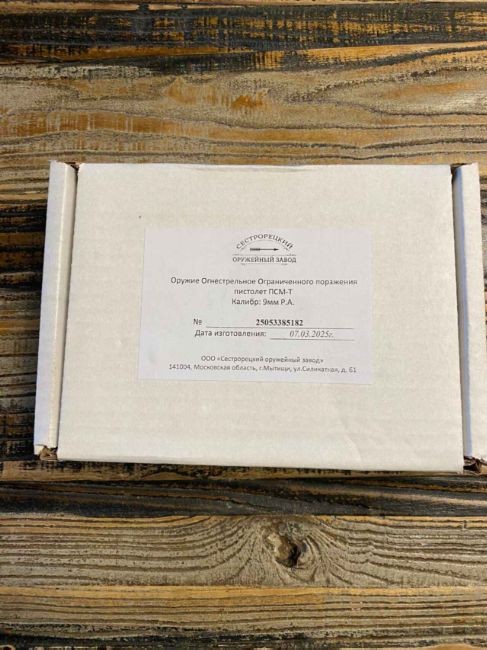 СЕСТРОРЕЦКИЙ
ОРУЖЕЙНЫЙ ЗАВОД
Оружие Огнестрельное Ограниченного поражения
пистолет ПСМ-Т
Калибр: 9мм Р.А.
№ 25053385182
Дата изготовления: 07.03.2025г.
ООО «Сестрорецкий оружейный завод»
141004, Московская область, г.Мытищи, ул.Силикатная, д. 61